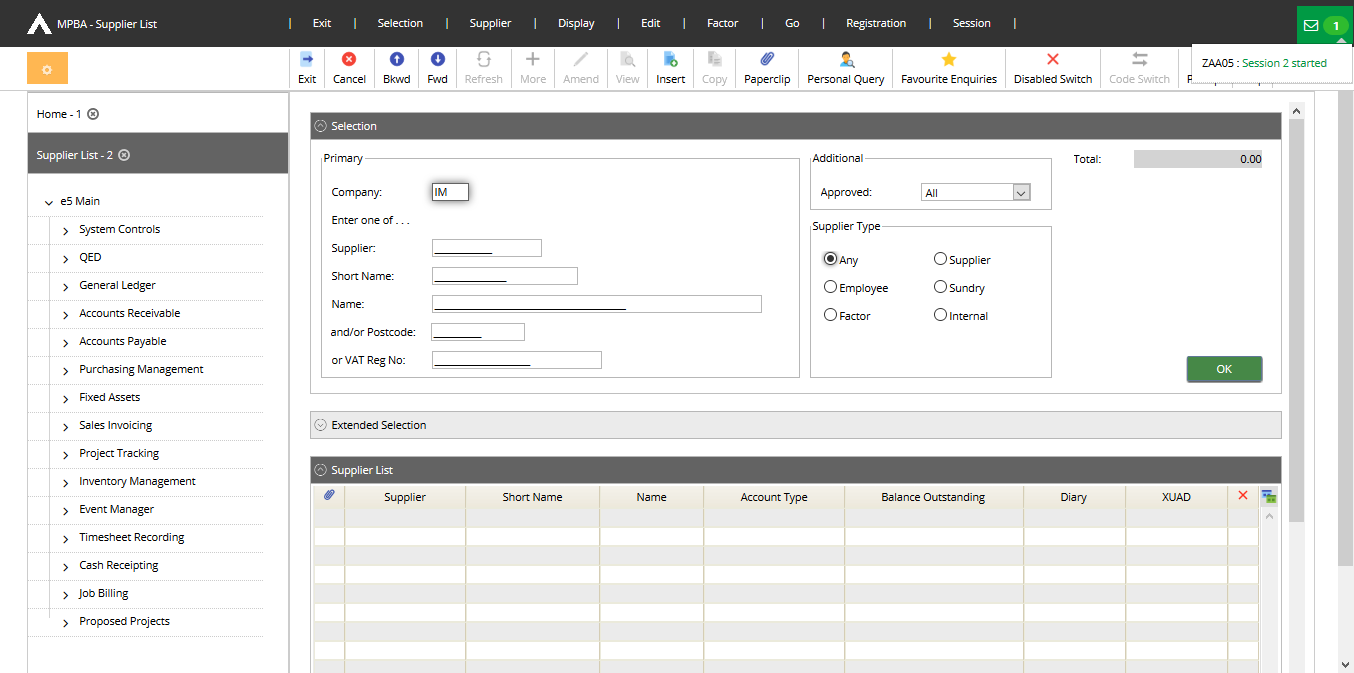 MPBA - Supplier List | Exit | Selection | Supplier | Display | Edit | Factor | Go | Registration | Session |
1
ZAA05 : Session 2 started
Exit Cancel Bkwd Fwd Refresh More Amend View Insert Copy Paperclip Personal Query Favourite Enquiries Disabled Switch Code Switch
Home - 1
Supplier List - 2
e5 Main
System Controls
QED
General Ledger
Accounts Receivable
Accounts Payable
Purchasing Management
Fixed Assets
Sales Invoicing
Project Tracking
Inventory Management
Event Manager
Timesheet Recording
Cash Receipting
Job Billing
Proposed Projects
Selection
Primary
Company: IM
Enter one of . . .
Supplier:
Short Name:
Name:
and/or Postcode:
or VAT Reg No:
Additional
Approved: All
Supplier Type
Any Supplier
Employee Sundry
Factor Internal
Total: 0.00
OK
Extended Selection
Supplier List
Supplier Short Name Name Account Type Balance Outstanding Diary XUAD